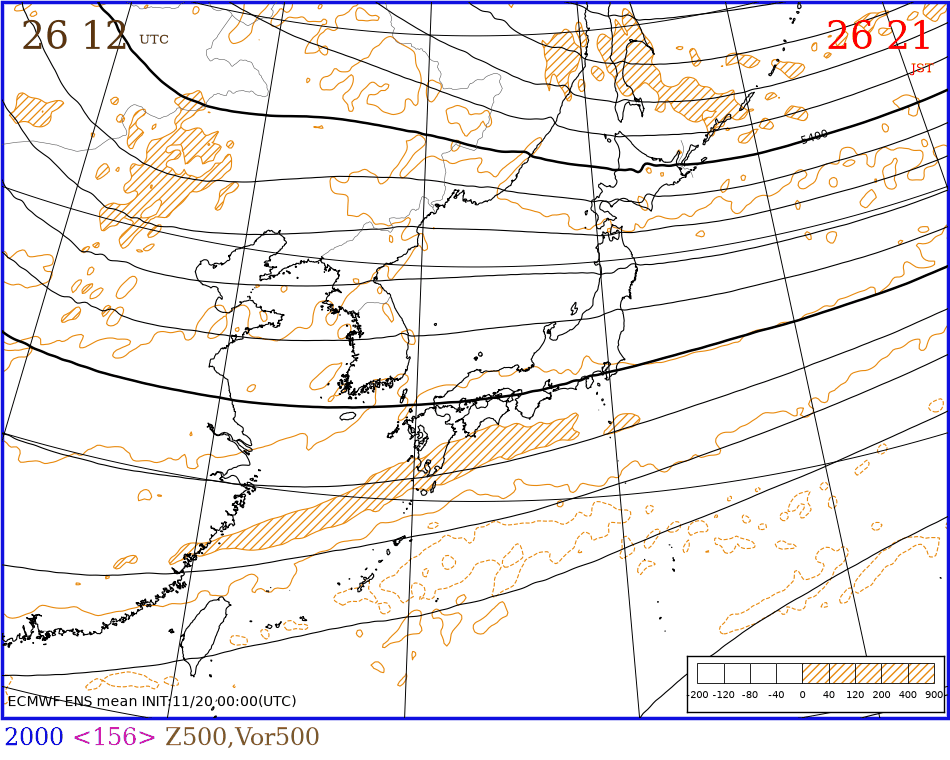 26 12 UTC
26 21
JST
5400
-200 -120 -80 -40 0 40 120 200 400 900
ECMWF ENS mean INIT:11/20 00:00(UTC)
2000 <156> Z500,Vor500